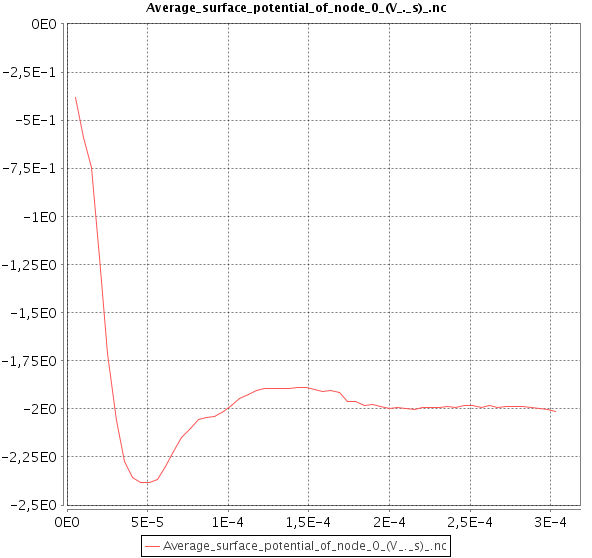 Average_surface_potential_of_node_0_(V_._s)_.nc
0E0
-2,5E-1
-5E-1
-7,5E-1
-1E0
-1,25E0
-1,5E0
-1,75E0
-2E0
-2,25E0
-2,5E0
0E0 5E-5 1E-4 1,5E-4 2E-4 2,5E-4 3E-4
Average_surface_potential_of_node_0_(V_._s)_.nc